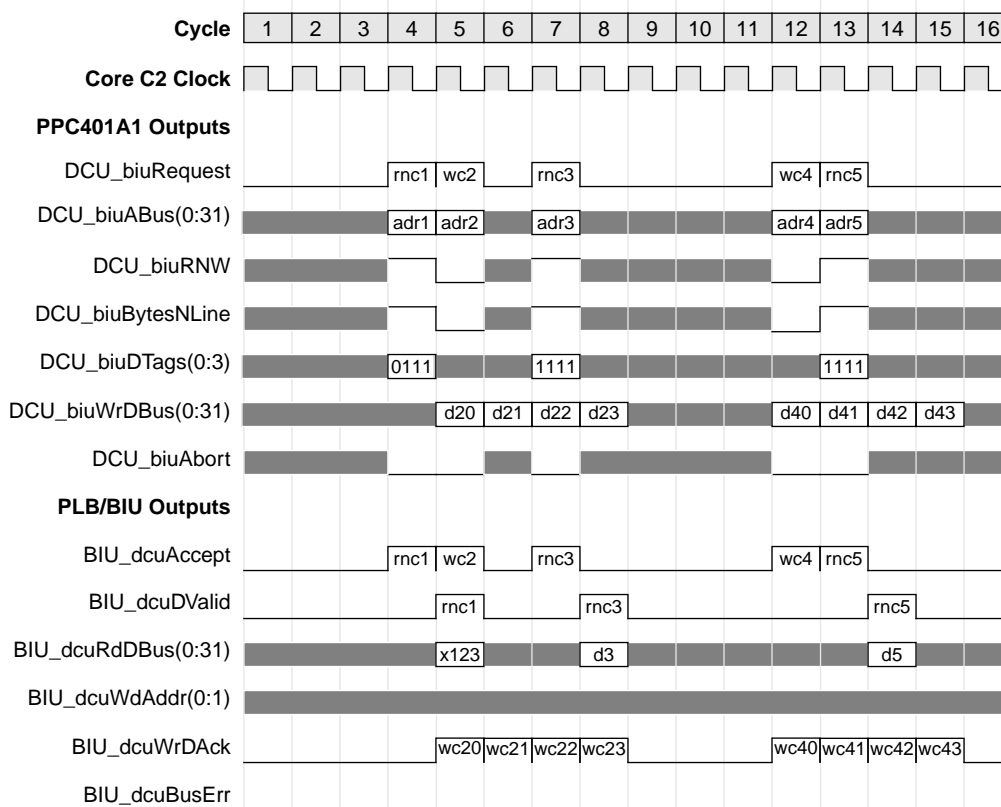 Cycle 1 2 3 4 5 6 7 8 9 10 11 12 13 14 15 16
Core C2 Clock
PPC401A1 Outputs
DCU_biuRequest rnc1 wc2 rnc3 wc4 rnc5
DCU_biuABus(0:31) adr1 adr2 adr3 adr4 adr5
DCU_biuRNW
DCU_biuBytesNLine
DCU_biuDTags(0:3) 0111 1111 1111
DCU_biuWrDBus(0:31) d20 d21 d22 d23 d40 d41 d42 d43
DCU_biuAbort
PLB/BIU Outputs
BIU_dcuAccept rnc1 wc2 rnc3 wc4 rnc5
BIU_dcuDValid rnc1 rnc3 rnc5
BIU_dcuRdDBus(0:31) x123 d3 d5
BIU_dcuWdAddr(0:1)
BIU_dcuWrDAck wc20 wc21 wc22 wc23 wc40 wc41 wc42 wc43
BIU_dcuBusErr